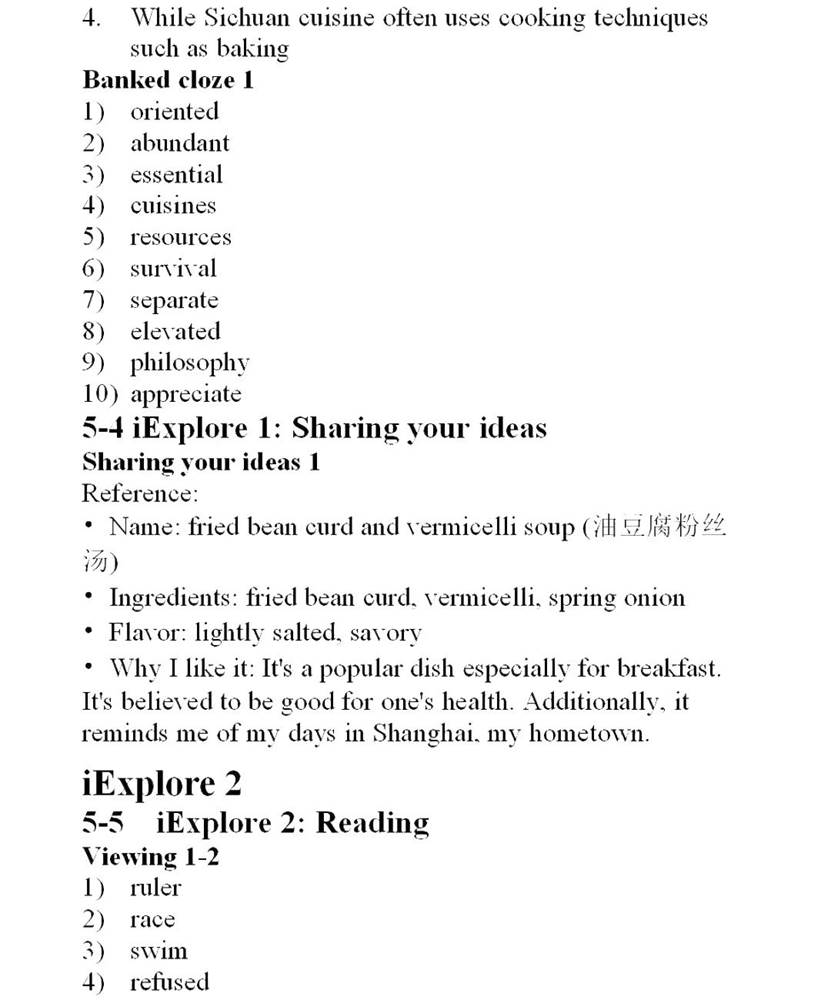 4. While Sichuan cuisine often uses cooking techniques
such as baking
Banked cloze 1
1) oriented
2) abundant
3) essential
4) cuisines
5) resources
6) survival
7) separate
8) elevated
9) philosophy
10) appreciate
5-4 iExplore 1: Sharing your ideas
Sharing your ideas 1
Reference:
• Name: fried bean curd and vermicelli soup (油豆腐粉丝
汤)
• Ingredients: fried bean curd, vermicelli, spring onion
• Flavor: lightly salted, savory
• Why I like it: It's a popular dish especially for breakfast.
It's believed to be good for one's health. Additionally, it
reminds me of my days in Shanghai, my hometown.
iExplore 2
5-5 iExplore 2: Reading
Viewing 1-2
1) ruler
2) race
3) swim
4) refused